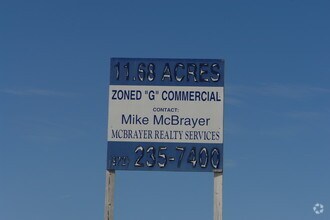 11.68 ACRES
ZONED "G" COMMERCIAL
CONTACT:
Mike McBrayer
MCBRAYER REALTY SERVICES
235-7400